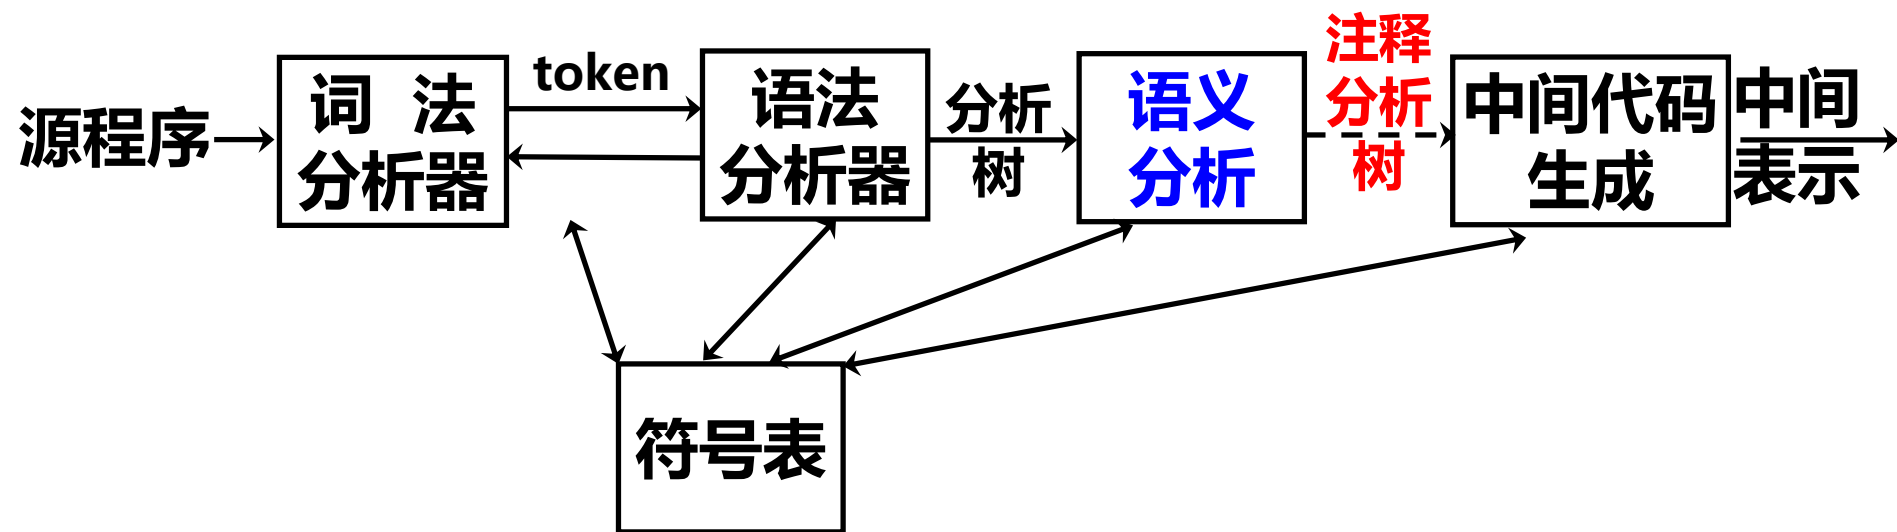 源程序
词 法
分析器
token
语法
分析器
分析
树
语义
分析
注释
分析
树
中间代码
生成
中间
表示
符号表